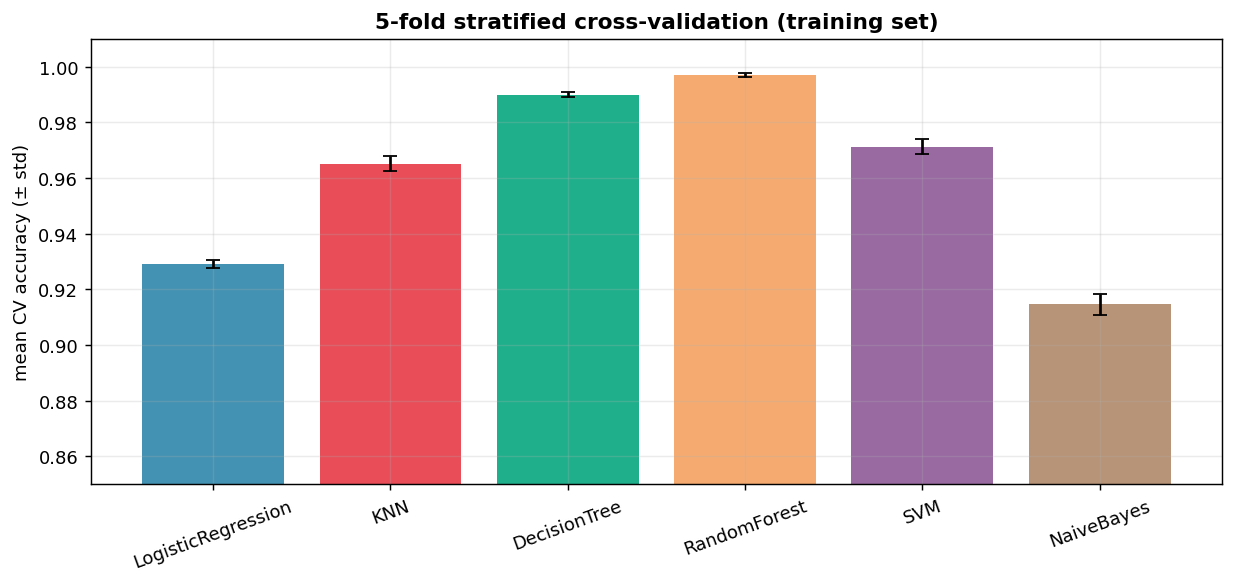 5-fold stratified cross-validation (training set)
mean CV accuracy (± std)
1.00
0.98
0.96
0.94
0.92
0.90
0.88
0.86
LogisticRegression
KNN
DecisionTree
RandomForest
SVM
NaiveBayes